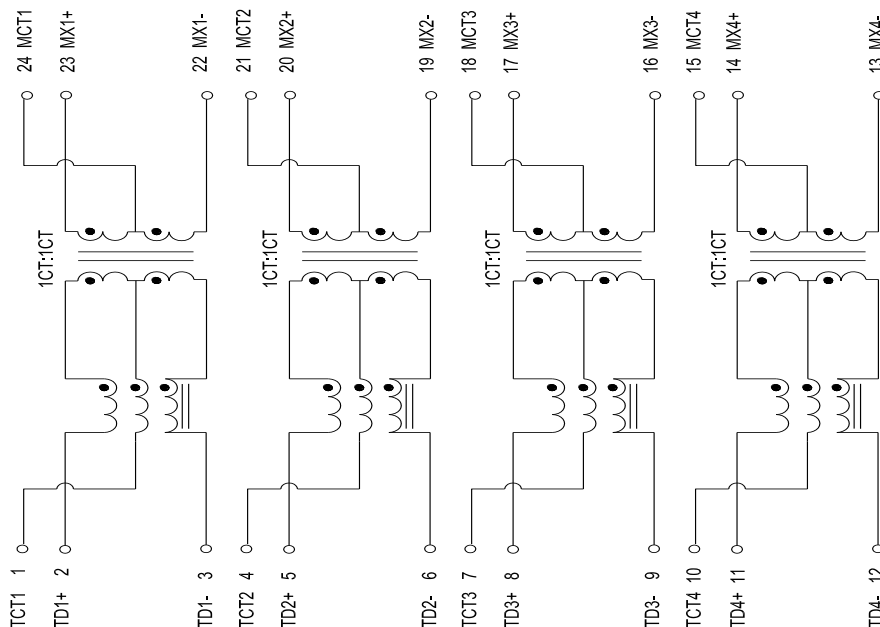 24 MCT1
23 MX1+
22 MX1-
21 MCT2
20 MX2+
19 MX2-
18 MCT3
17 MX3+
16 MX3-
15 MCT4
14 MX4+
13 MX4-
1CT:1CT
1CT:1CT
1CT:1CT
1CT:1CT
TCT1 1
TD1+ 2
TD1- 3
TCT2 4
TD2+ 5
TD2- 6
TCT3 7
TD3+ 8
TD3- 9
TCT4 10
TD4+ 11
TD4- 12